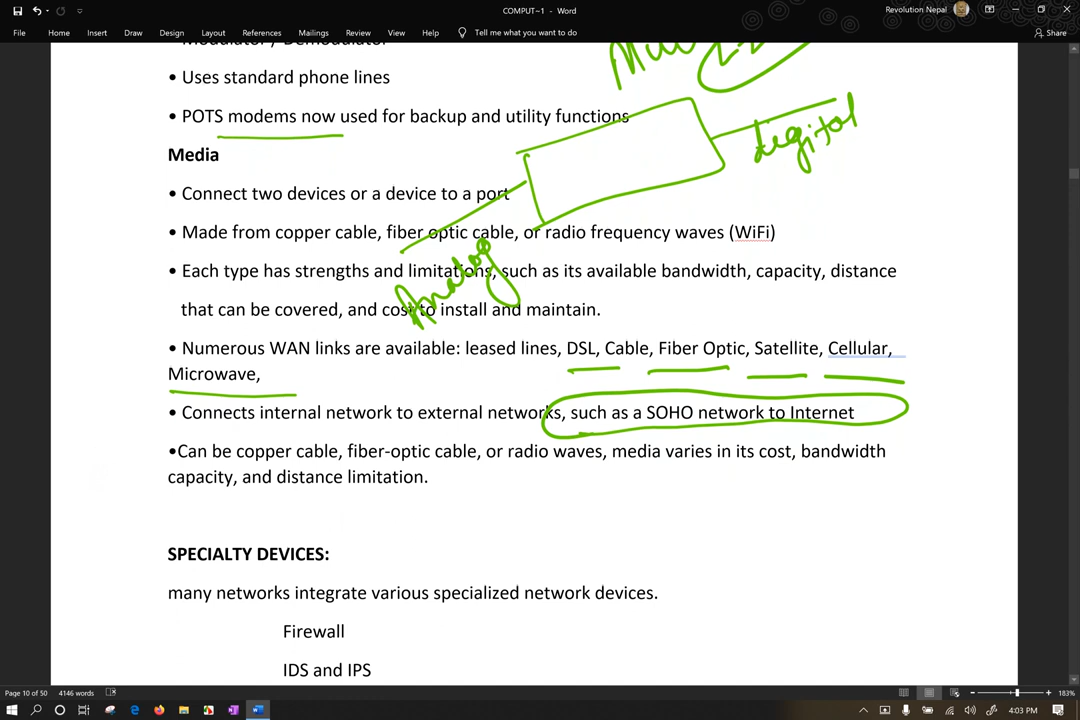 COMPUT~1 - Word
Revolution Nepal
File Home Insert Draw Design Layout References Mailings Review View Help Tell me what you want to do Share
Modulator / Demodulator
• Uses standard phone lines
• POTS modems now used for backup and utility functions
digital
Media
• Connect two devices or a device to a port
• Made from copper cable, fiber optic cable, or radio frequency waves (WiFi)
Analog
• Each type has strengths and limitations, such as its available bandwidth, capacity, distance
that can be covered, and cost to install and maintain.
• Numerous WAN links are available: leased lines, DSL, Cable, Fiber Optic, Satellite, Cellular,
Microwave,
• Connects internal network to external networks, such as a SOHO network to Internet
•Can be copper cable, fiber-optic cable, or radio waves, media varies in its cost, bandwidth
capacity, and distance limitation.
SPECIALTY DEVICES:
many networks integrate various specialized network devices.
Firewall
IDS and IPS
Page 10 of 50 4146 words 183%
4:03 PM